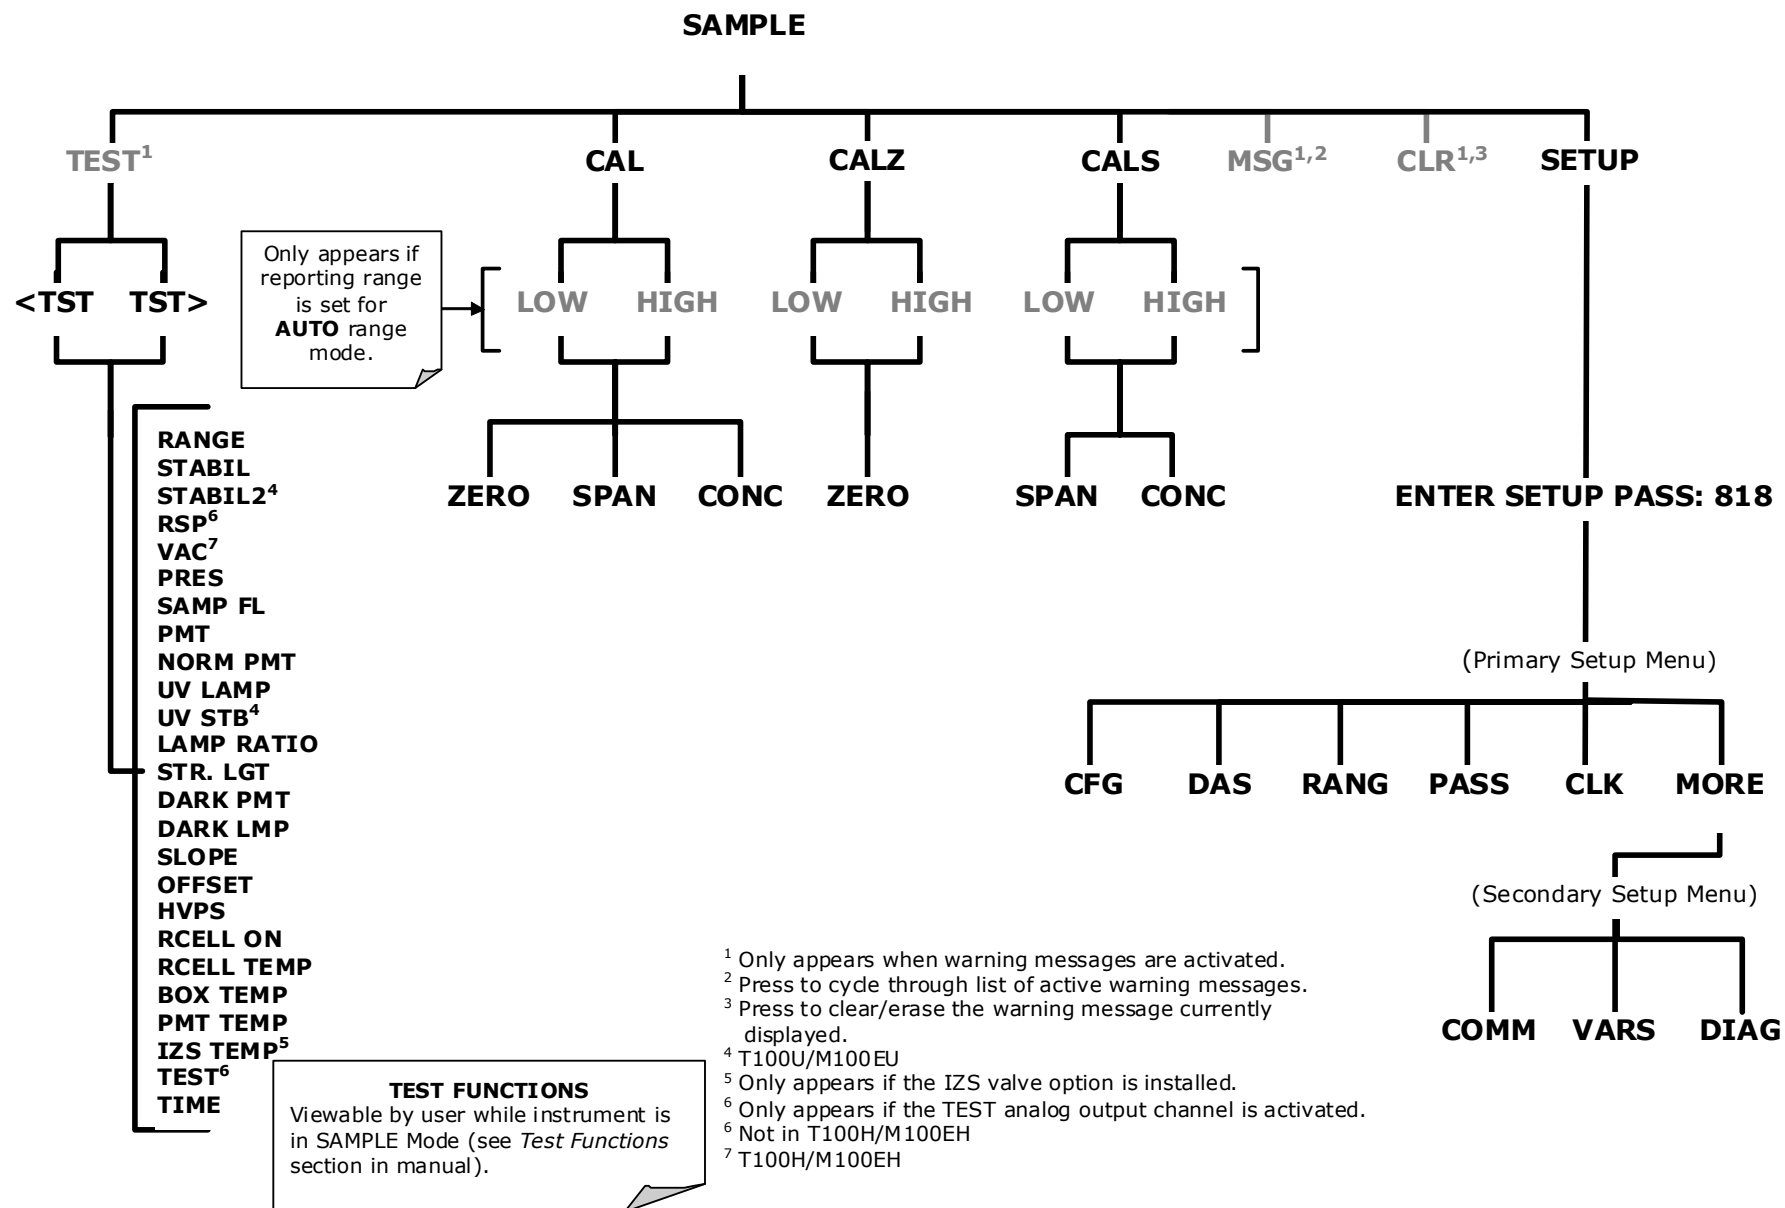 SAMPLE
TEST¹ CAL CALZ CALS MSG¹,² CLR¹,³ SETUP
Only appears if
reporting range
is set for
AUTO range
mode.
<TST TST> LOW HIGH LOW HIGH LOW HIGH
ZERO SPAN CONC ZERO SPAN CONC ENTER SETUP PASS: 818
RANGE
STABIL
STABIL2⁴
RSP⁶
VAC⁷
PRES
SAMP FL
PMT
NORM PMT
UV LAMP
UV STB⁴
LAMP RATIO
STR. LGT
DARK PMT
DARK LMP
SLOPE
OFFSET
HVPS
RCELL ON
RCELL TEMP
BOX TEMP
PMT TEMP
IZS TEMP⁵
TEST⁶
TIME
(Primary Setup Menu)
CFG DAS RANG PASS CLK MORE
(Secondary Setup Menu)
COMM VARS DIAG
TEST FUNCTIONS
Viewable by user while instrument is
in SAMPLE Mode (see Test Functions
section in manual).
¹ Only appears when warning messages are activated.
² Press to cycle through list of active warning messages.
³ Press to clear/erase the warning message currently
displayed.
⁴ T100U/M100EU
⁵ Only appears if the IZS valve option is installed.
⁶ Only appears if the TEST analog output channel is activated.
⁶ Not in T100H/M100EH
⁷ T100H/M100EH